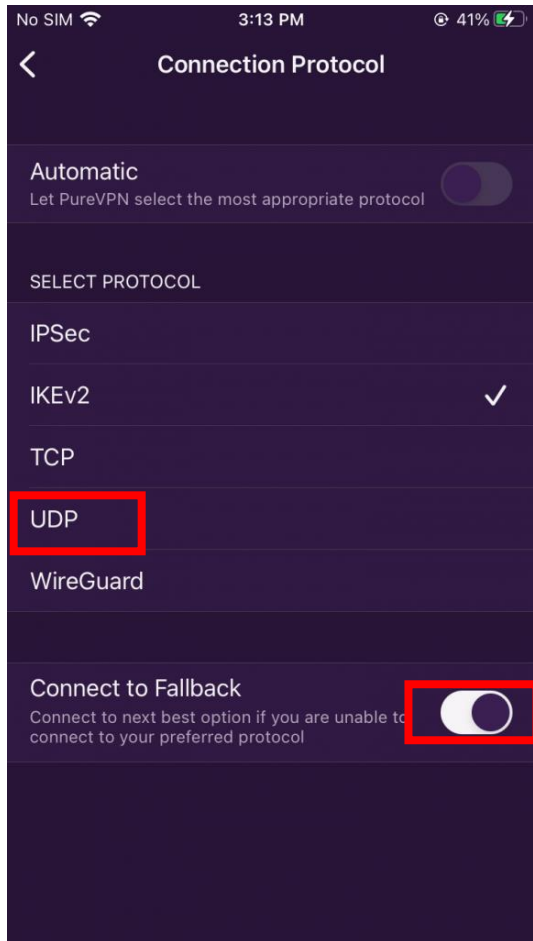 No SIM 3:13 PM 41%
Connection Protocol
Automatic
Let PureVPN select the most appropriate protocol
SELECT PROTOCOL
IPSec
IKEv2
TCP
UDP
WireGuard
Connect to Fallback
Connect to next best option if you are unable to
connect to your preferred protocol